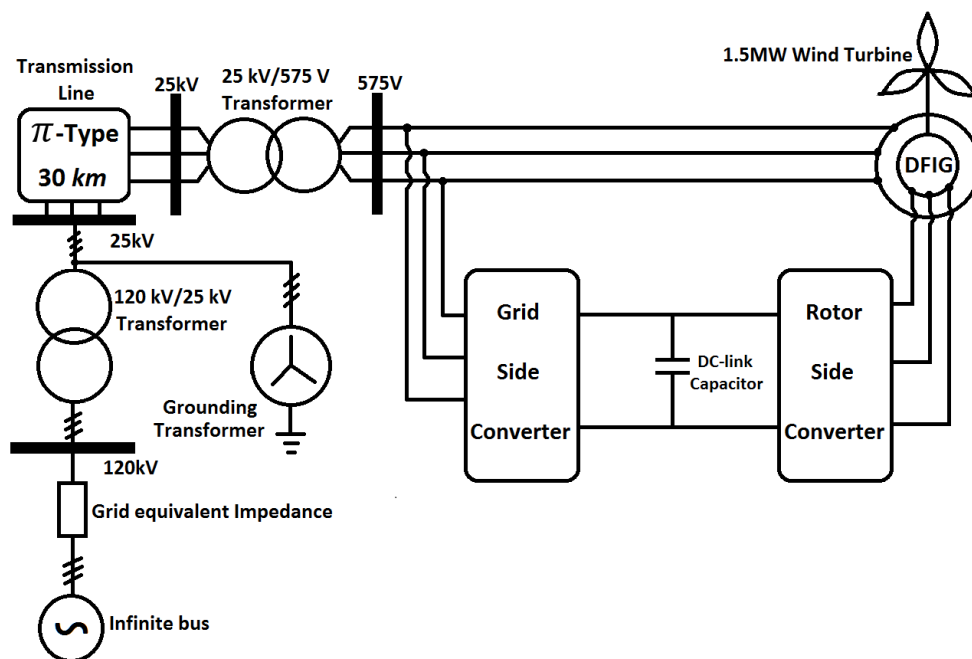 1.5MW Wind Turbine
Transmission
Line
25kV
25 kV/575 V
Transformer
575V
π-Type
30 km
DFIG
25kV
120 kV/25 kV
Transformer
Grid
Side
Converter
DC-link
Capacitor
Rotor
Side
Converter
Grounding
Transformer
120kV
Grid equivalent Impedance
Infinite bus